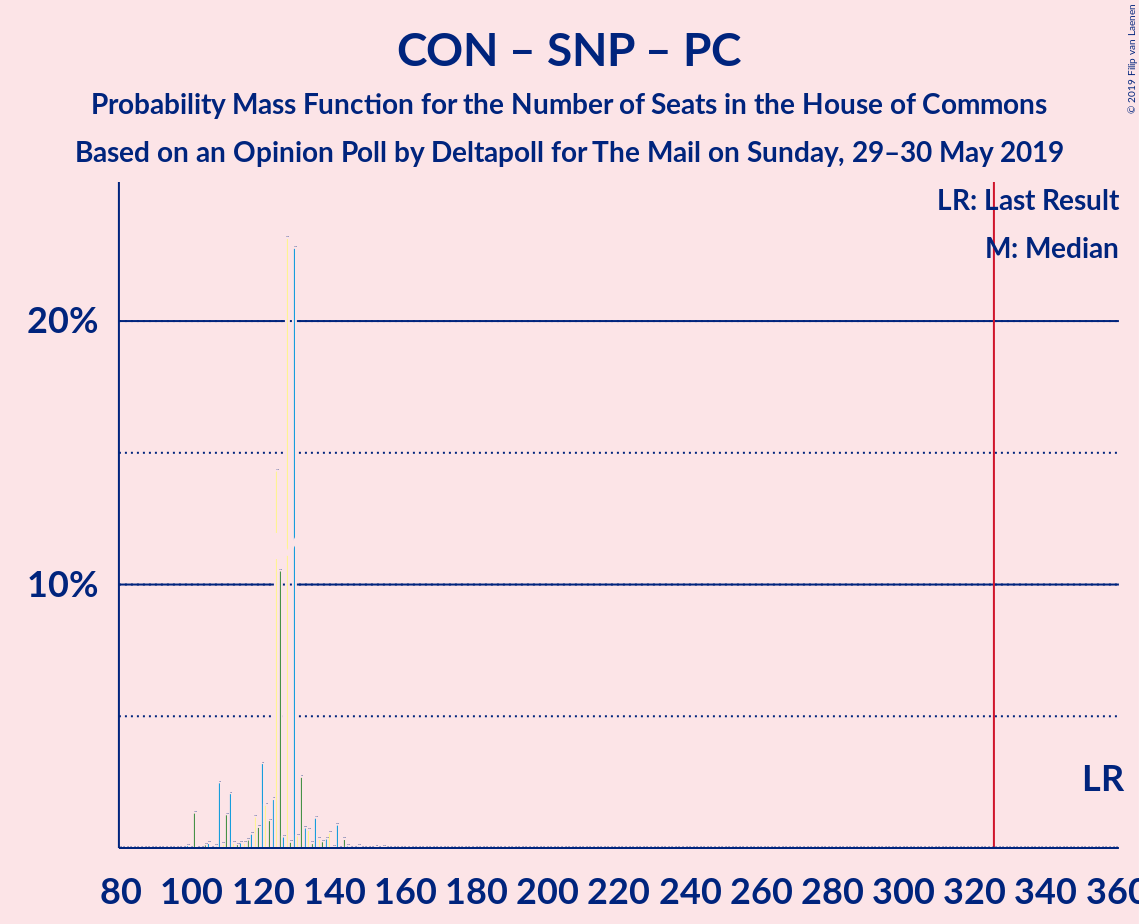 CON – SNP – PC
Probability Mass Function for the Number of Seats in the House of Commons
Based on an Opinion Poll by Deltapoll for The Mail on Sunday, 29–30 May 2019
© 2019 Filip van Laenen
LR: Last Result
M: Median
20%
10%
LR
80 100 120 140 160 180 200 220 240 260 280 300 320 340 360